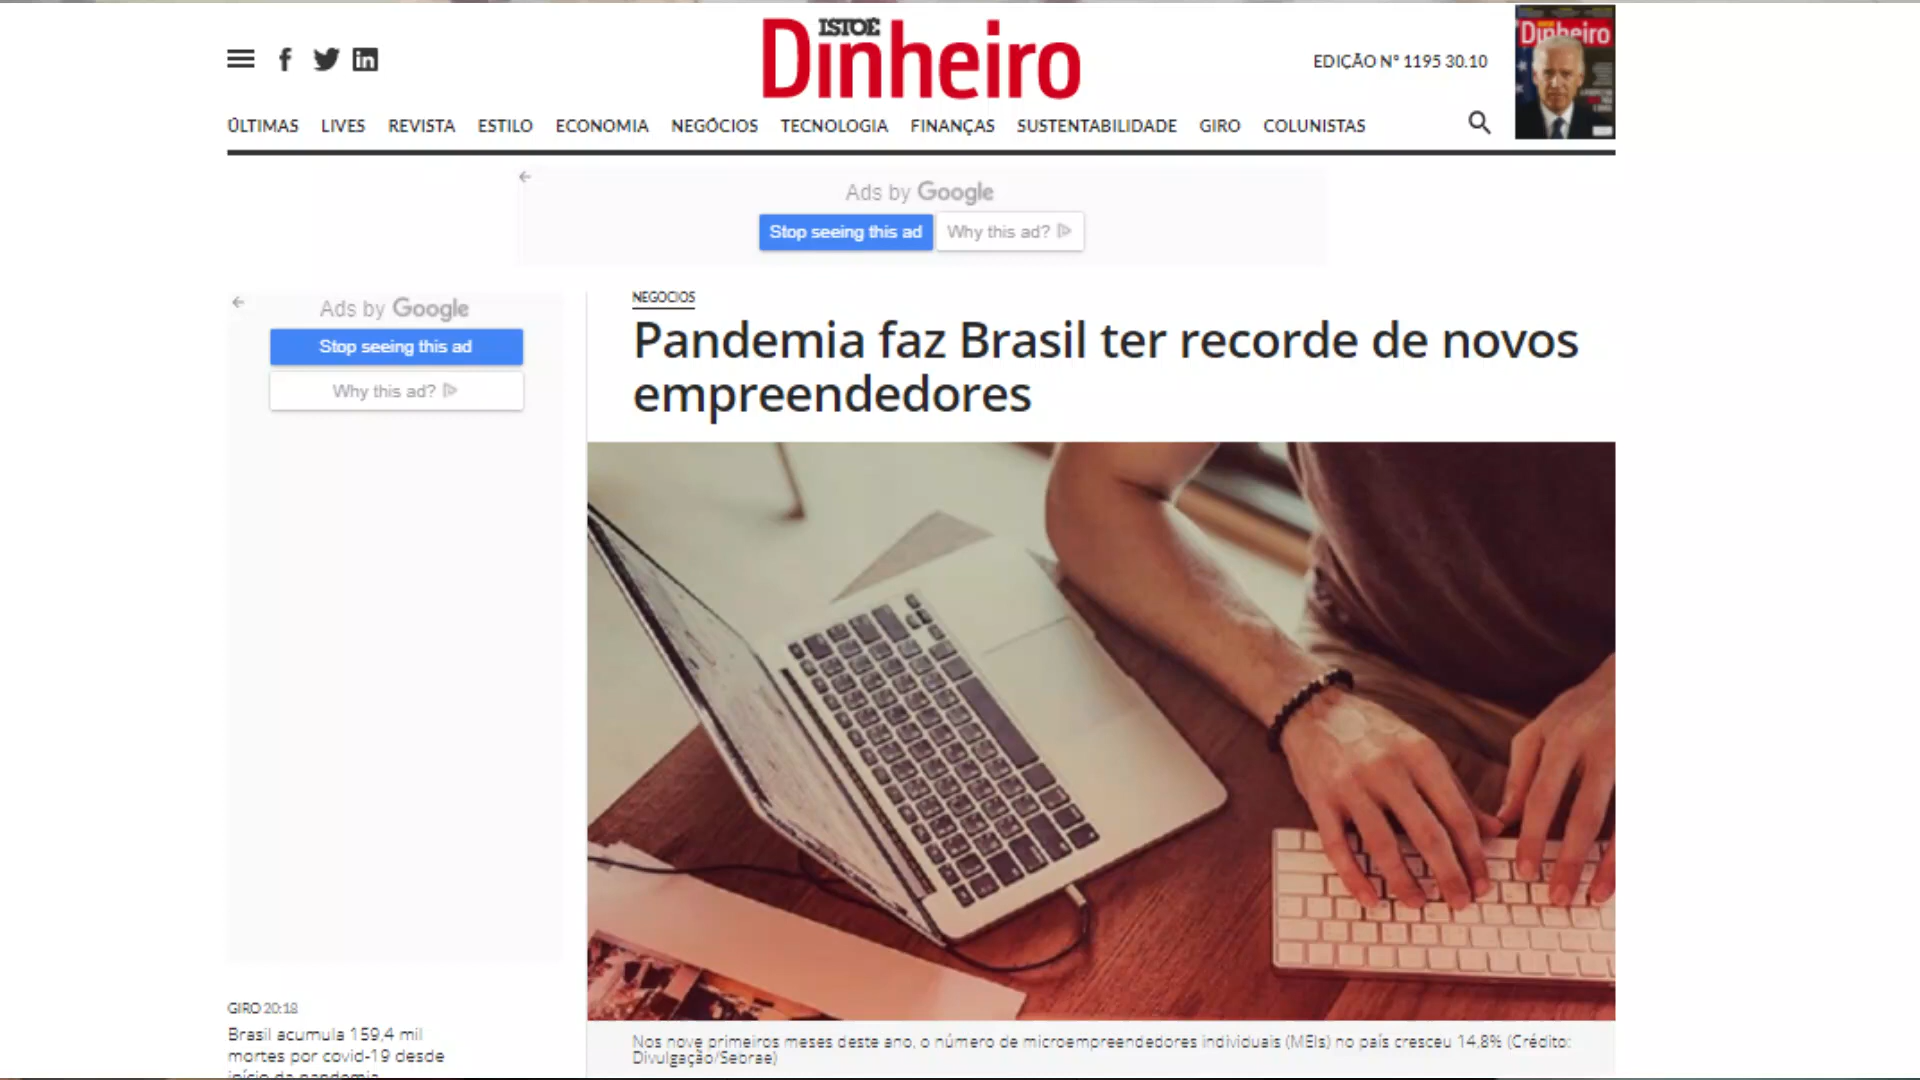 ISTOÉ
Dinheiro
EDIÇÃO Nº 1195 30.10
Dinheiro
ÚLTIMAS LIVES REVISTA ESTILO ECONOMIA NEGÓCIOS TECNOLOGIA FINANÇAS SUSTENTABILIDADE GIRO COLUNISTAS
Ads by Google
Stop seeing this ad Why this ad?
Ads by Google
Stop seeing this ad
Why this ad?
NEGÓCIOS
Pandemia faz Brasil ter recorde de novos
empreendedores
Nos nove primeiros meses deste ano, o número de microempreendedores individuais (MEIs) no país cresceu 14,8% (Crédito:
Divulgação/Sebrae)
GIRO 20:18
Brasil acumula 159,4 mil
mortes por covid-19 desde
início da pandemia